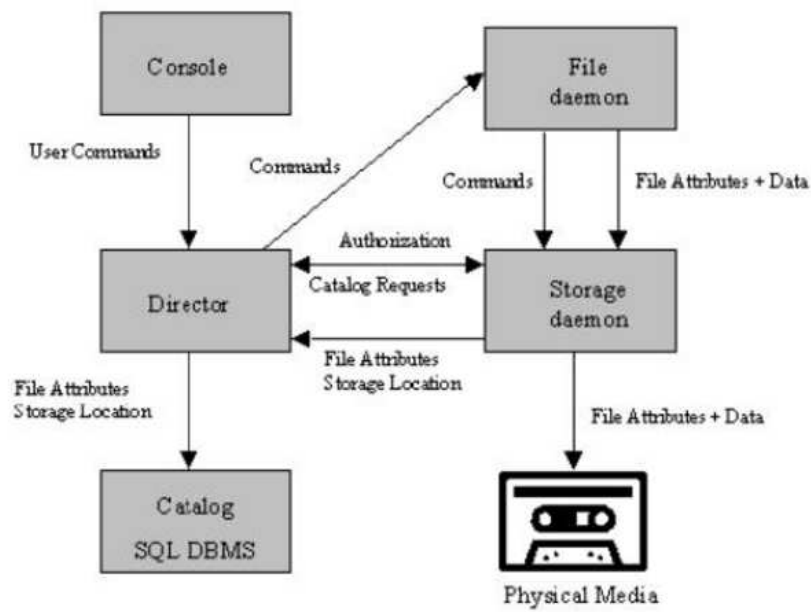 Console
File
daemon
User Commands
Commands
Commands
File Attributes + Data
Authorization
Director
Catalog Requests
Storage
daemon
File Attributes
Storage Location
File Attributes
Storage Location
File Attributes + Data
Catalog
SQL DBMS
Physical Media